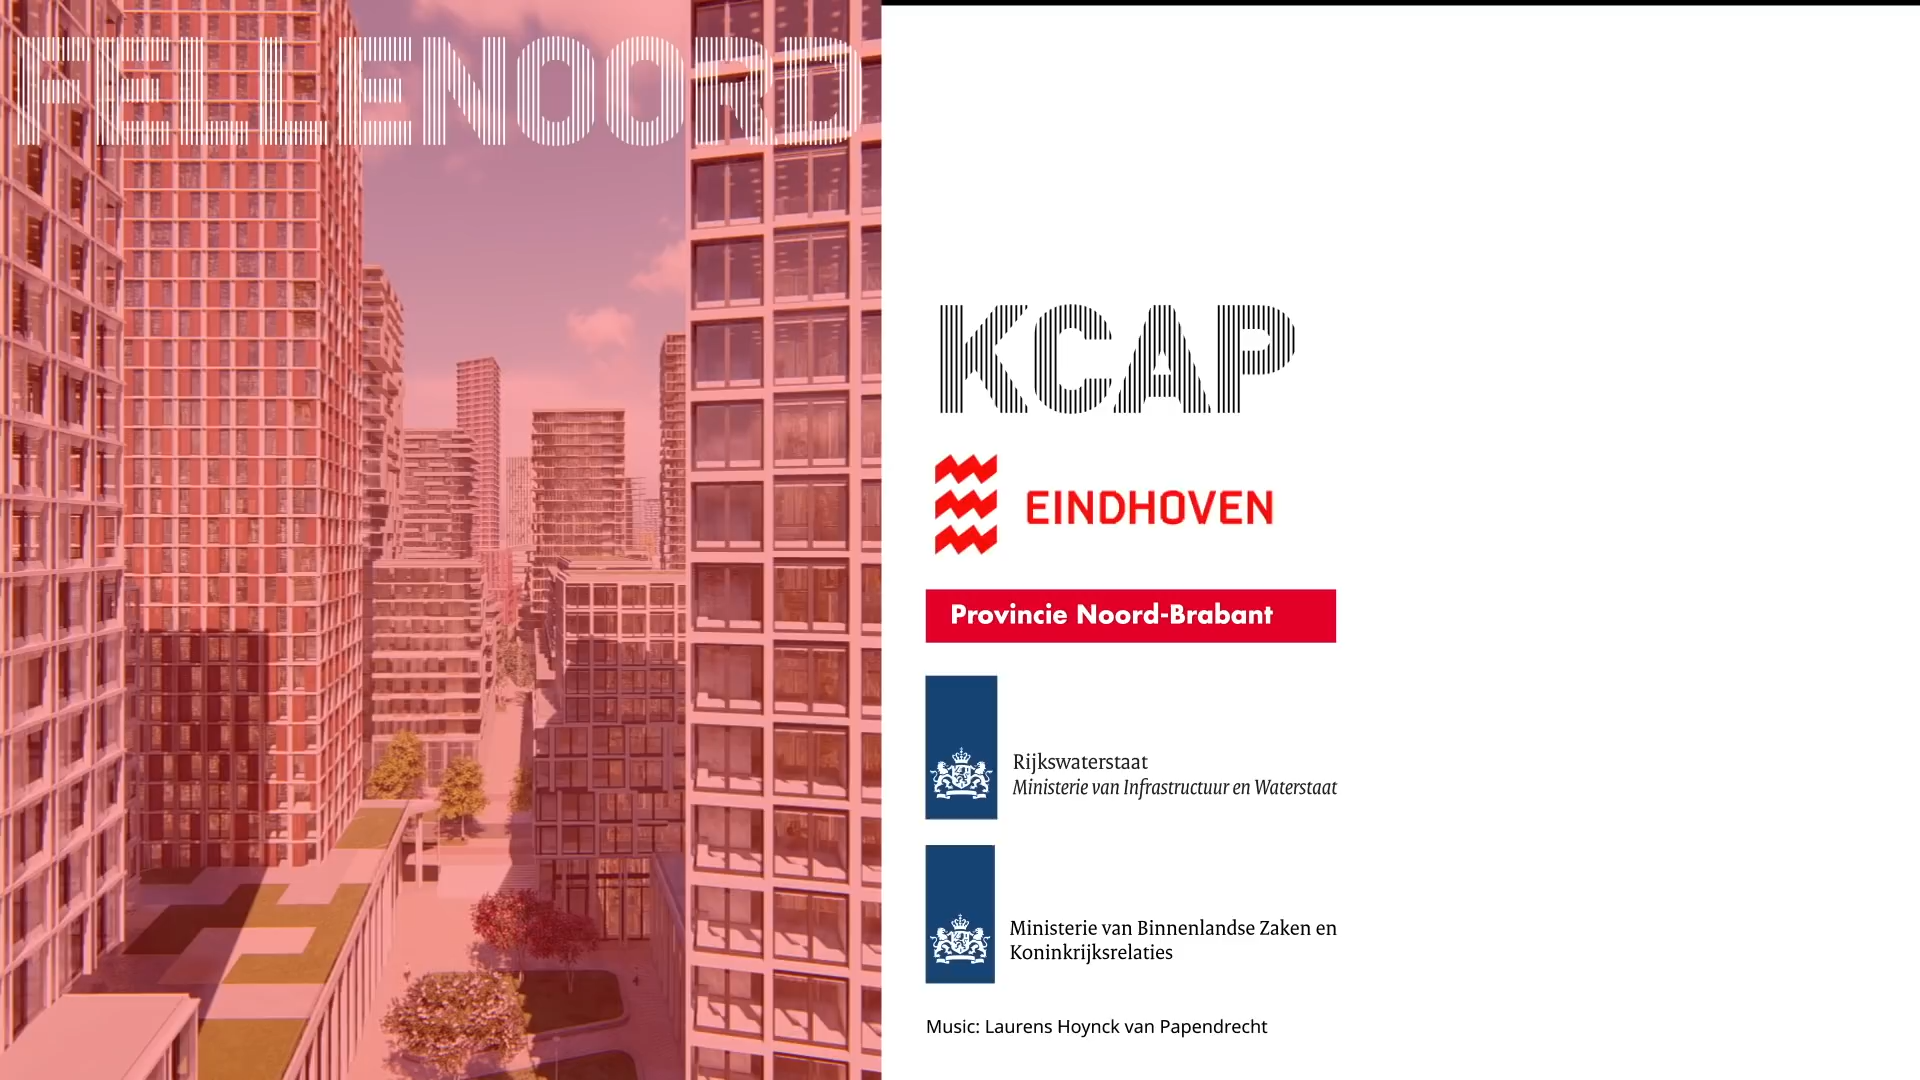 FELLENOORD
KCAP
EINDHOVEN
Provincie Noord-Brabant
Rijkswaterstaat
Ministerie van Infrastructuur en Waterstaat
Ministerie van Binnenlandse Zaken en
Koninkrijksrelaties
Music: Laurens Hoynck van Papendrecht